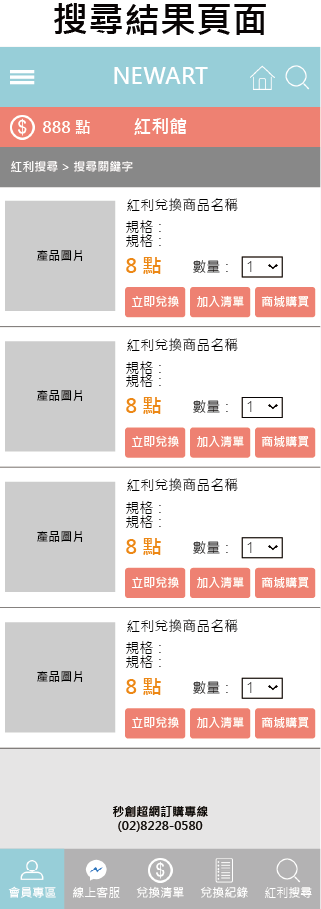 搜尋結果頁面
NEWART
888 點 紅利館
紅利搜尋 > 搜尋關鍵字
產品圖片
紅利兌換商品名稱
規格：
規格：
8 點 數量： 1
立即兌換 加入清單 商城購買
產品圖片
紅利兌換商品名稱
規格：
規格：
8 點 數量： 1
立即兌換 加入清單 商城購買
產品圖片
紅利兌換商品名稱
規格：
規格：
8 點 數量： 1
立即兌換 加入清單 商城購買
產品圖片
紅利兌換商品名稱
規格：
規格：
8 點 數量： 1
立即兌換 加入清單 商城購買
秒創超網訂購專線
(02)8228-0580
會員專區 線上客服 兌換清單 兌換紀錄 紅利搜尋